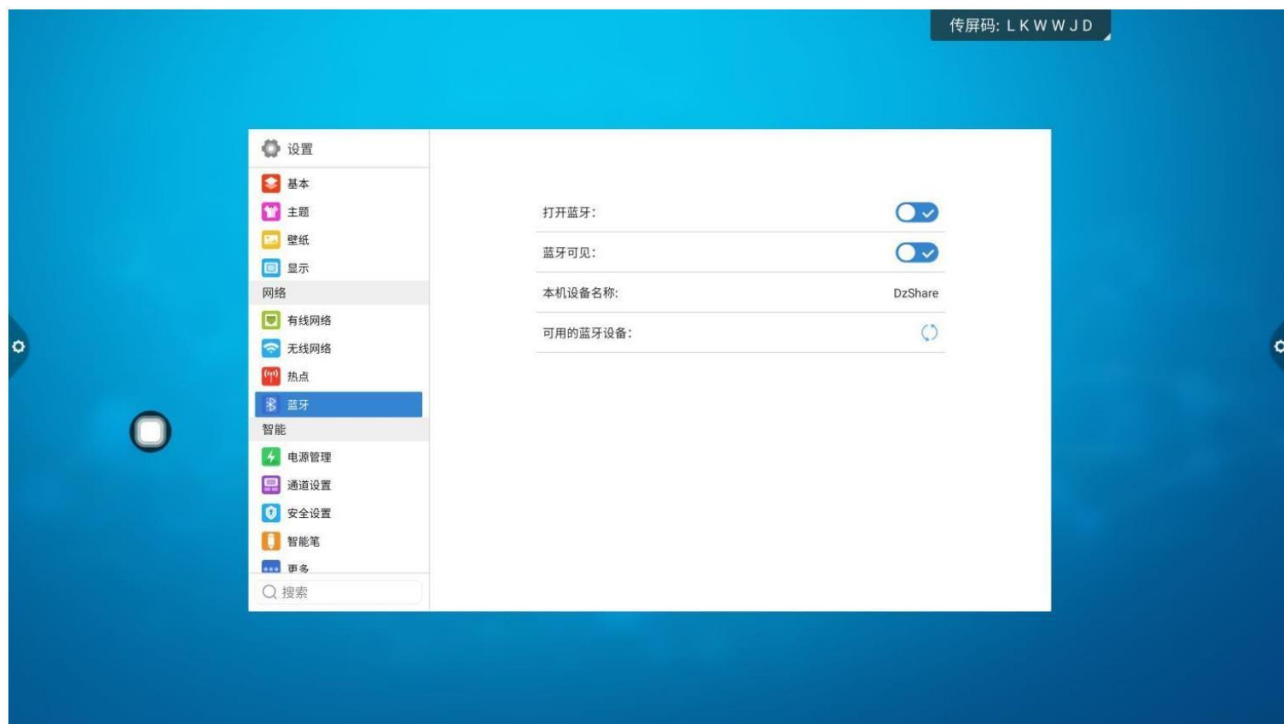 传屏码: L K W W J D
设置
基本
主题
壁纸
显示
网络
有线网络
无线网络
热点
蓝牙
智能
电源管理
通道设置
安全设置
智能笔
更多
搜索
打开蓝牙:
蓝牙可见:
本机设备名称: DzShare
可用的蓝牙设备: